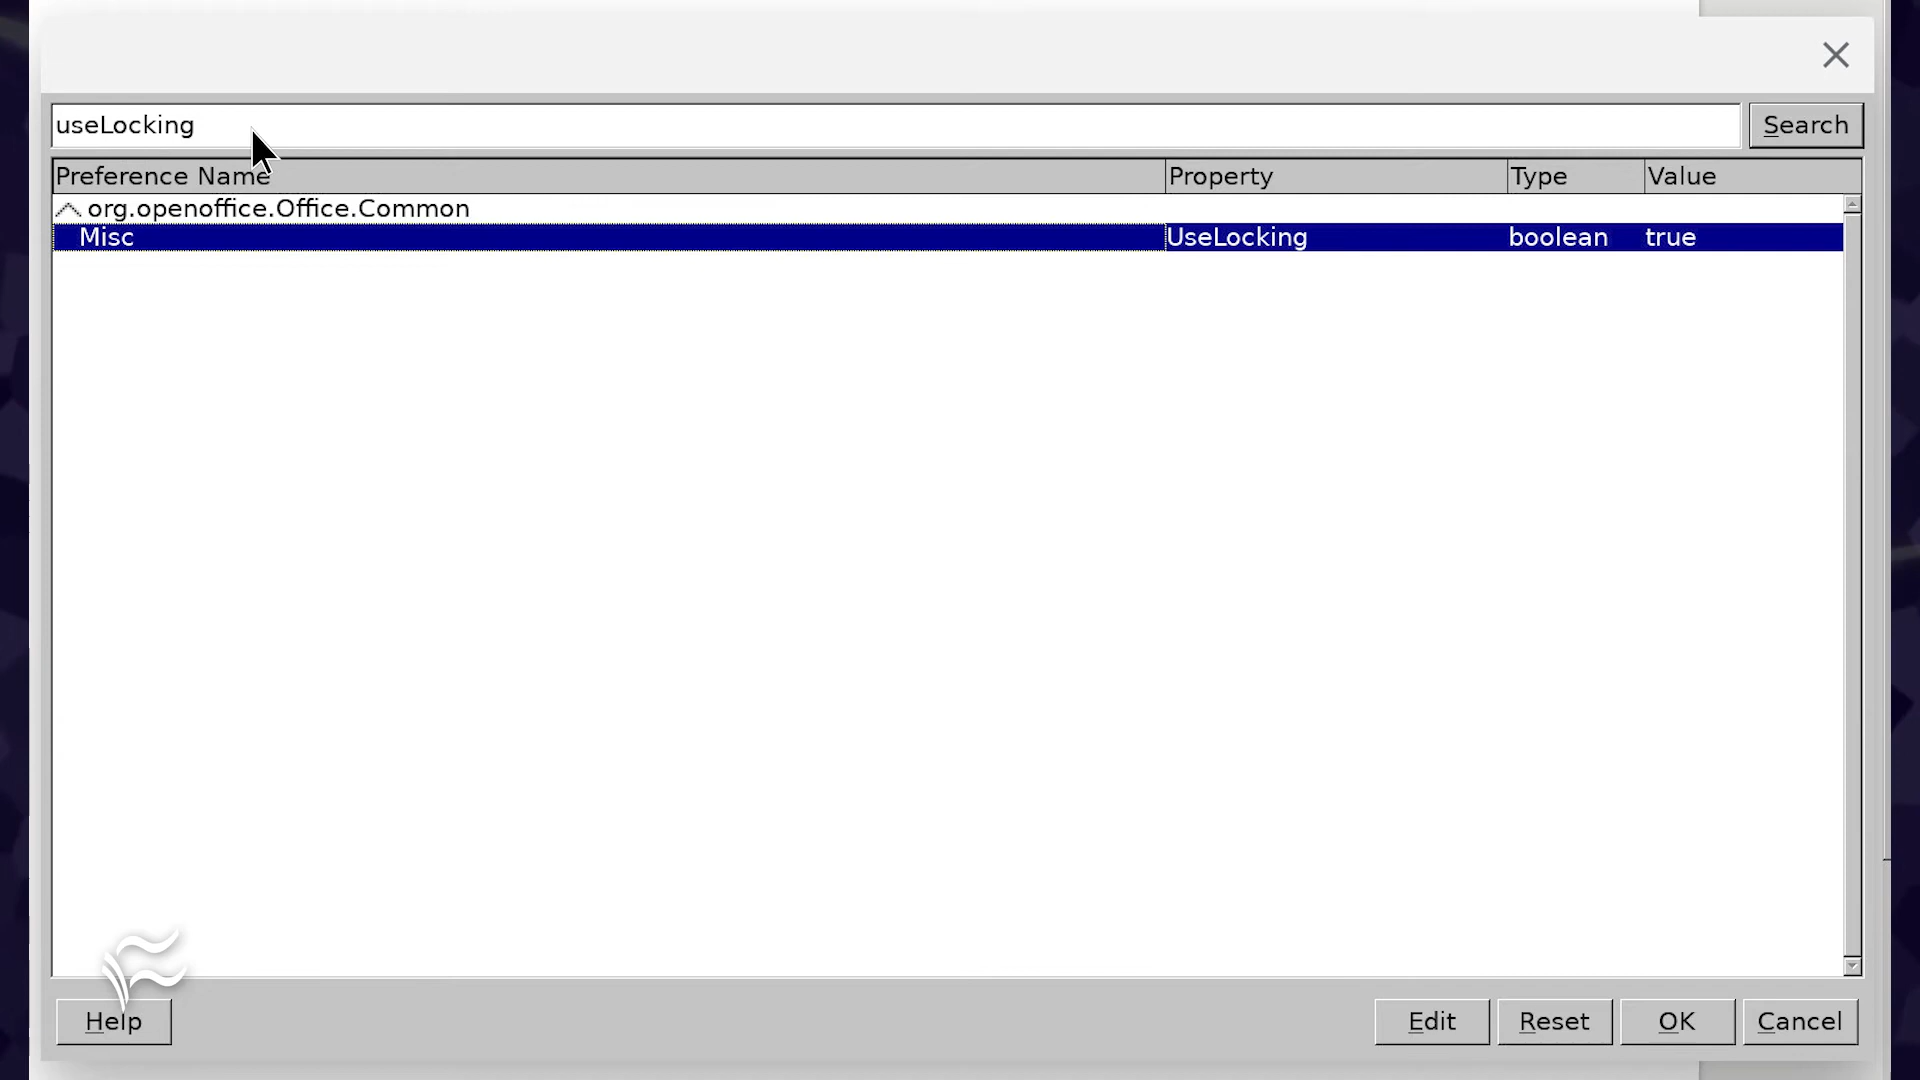 useLocking
Search
Preference Name Property Type Value
org.openoffice.Office.Common
Misc UseLocking boolean true
Help Edit Reset OK Cancel